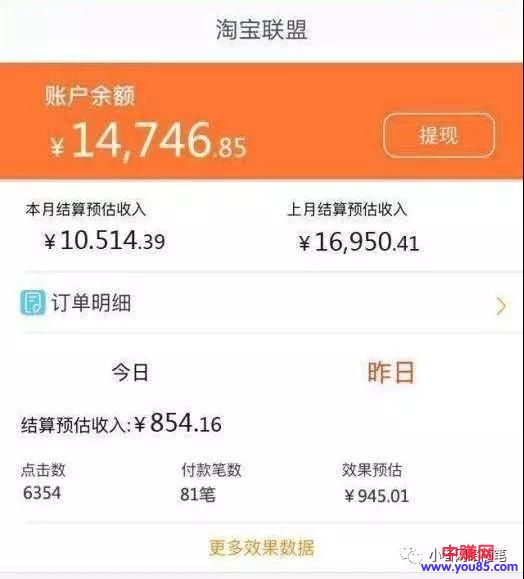 淘宝联盟
账户余额
¥14,746.85
提现
本月结算预估收入 上月结算预估收入
¥10.514.39 ¥16,950.41
订单明细
今日 昨日
结算预估收入:¥854.16
点击数 付款笔数 效果预估
6354 81笔 ¥945.01
更多效果数据
中赚网
www.you85.com